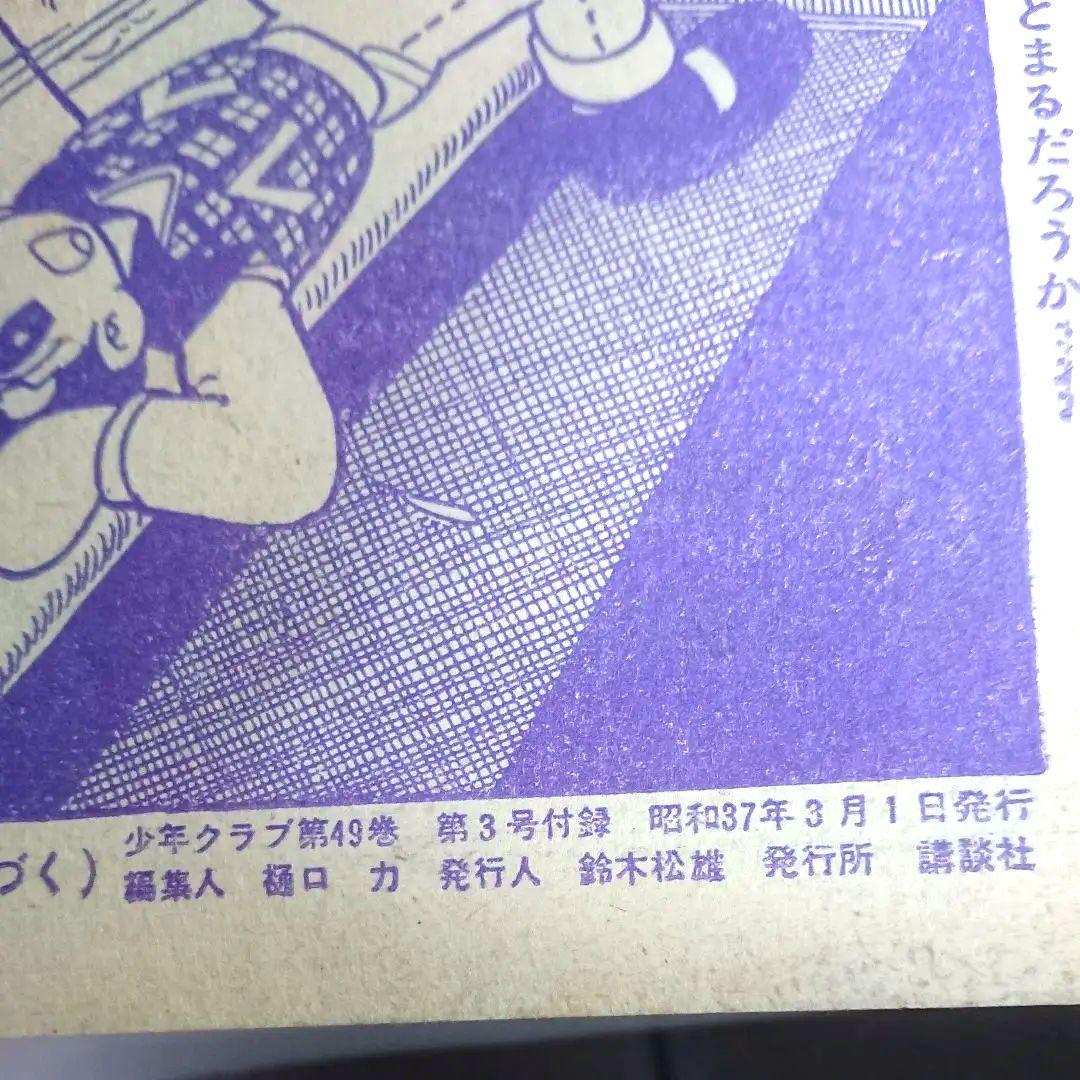 とまるだろうか……
少年クラブ第49巻　第3号付録　昭和37年3月1日発行
づく）
編集人　樋口　力　発行人　鈴木松雄　発行所　講談社